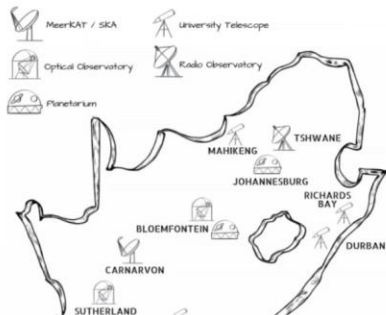 MeerKAT / SKA
University Telescope
Optical Observatory
Radio Observatory
Planetarium
MAHIKENG
TSHWANE
JOHANNESBURG
RICHARDS
BAY
BLOEMFONTEIN
DURBAN
CARNARVON
SUTHERLAND